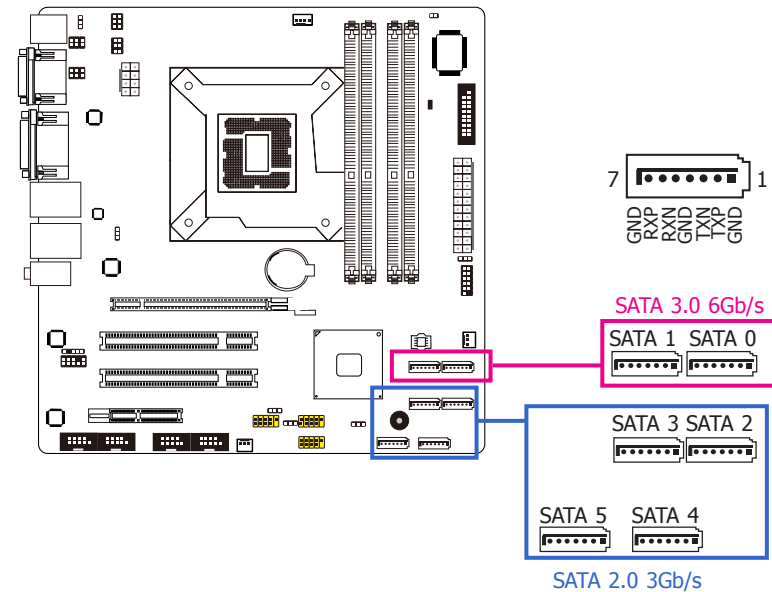 7
1
GND
RXP
RXN
GND
TXN
TXP
GND
SATA 3.0 6Gb/s
SATA 1 SATA 0
SATA 3 SATA 2
SATA 5 SATA 4
SATA 2.0 3Gb/s